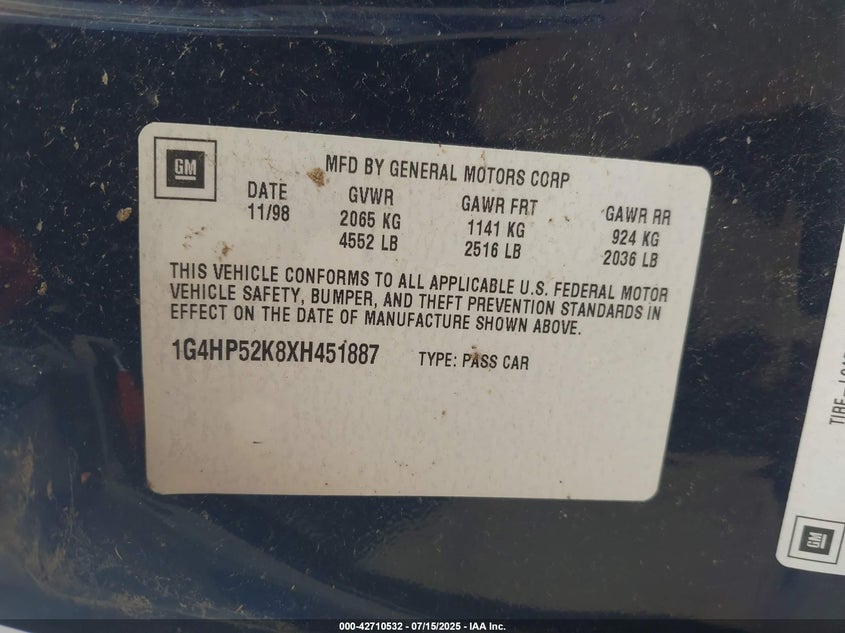 GM
MFD BY GENERAL MOTORS CORP
DATE GVWR GAWR FRT GAWR RR
11/98 2065 KG 1141 KG 924 KG
4552 LB 2516 LB 2036 LB
THIS VEHICLE CONFORMS TO ALL APPLICABLE U.S. FEDERAL MOTOR
VEHICLE SAFETY, BUMPER, AND THEFT PREVENTION STANDARDS IN
EFFECT ON THE DATE OF MANUFACTURE SHOWN ABOVE.
1G4HP52K8XH451887 TYPE: PASS CAR
TIRE-LOAD
GM
000-42710532 - 07/15/2025 - IAA Inc.